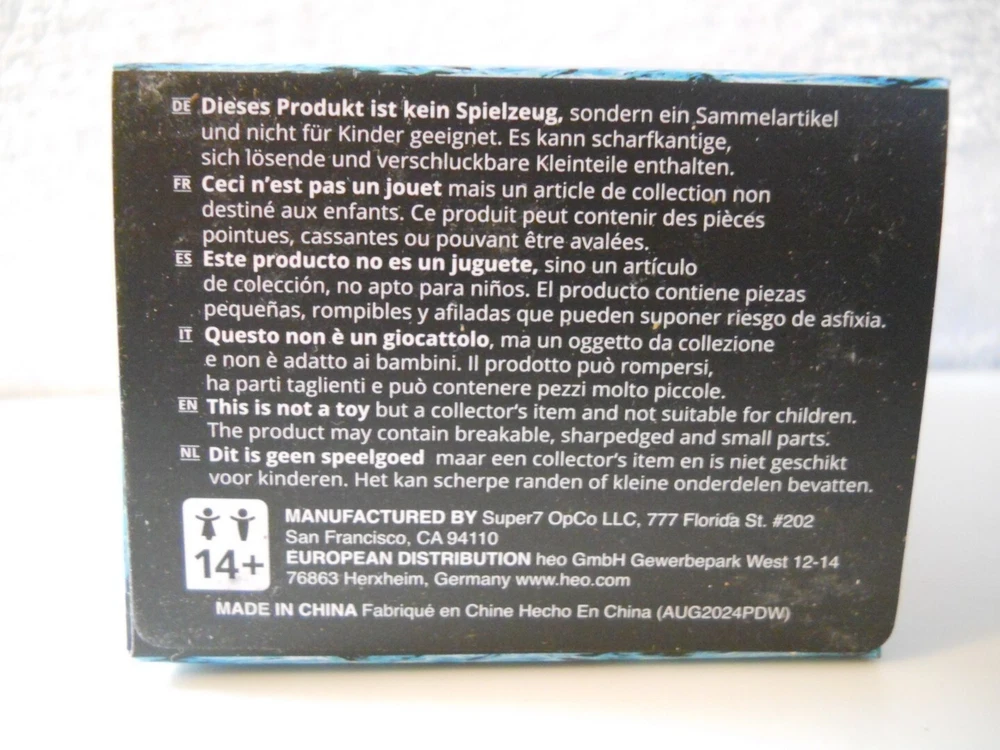 DE Dieses Produkt ist kein Spielzeug, sondern ein Sammelartikel
und nicht für Kinder geeignet. Es kann scharfkantige,
sich lösende und verschluckbare Kleinteile enthalten.
FR Ceci n'est pas un jouet mais un article de collection non
destiné aux enfants. Ce produit peut contenir des pièces
pointues, cassantes ou pouvant être avalées.
ES Este producto no es un juguete, sino un artículo
de colección, no apto para niños. El producto contiene piezas
pequeñas, rompibles y afiladas que pueden suponer riesgo de asfixia.
IT Questo non è un giocattolo, ma un oggetto da collezione
e non è adatto ai bambini. Il prodotto può rompersi,
ha parti taglienti e può contenere pezzi molto piccole.
EN This is not a toy but a collector's item and not suitable for children.
The product may contain breakable, sharpedged and small parts.
NL Dit is geen speelgoed maar een collector's item en is niet geschikt
voor kinderen. Het kan scherpe randen of kleine onderdelen bevatten.
14+
MANUFACTURED BY Super7 OpCo LLC, 777 Florida St. #202
San Francisco, CA 94110
EUROPEAN DISTRIBUTION heo GmbH Gewerbepark West 12-14
76863 Herxheim, Germany www.heo.com
MADE IN CHINA Fabriqué en Chine Hecho En China (AUG2024PDW)